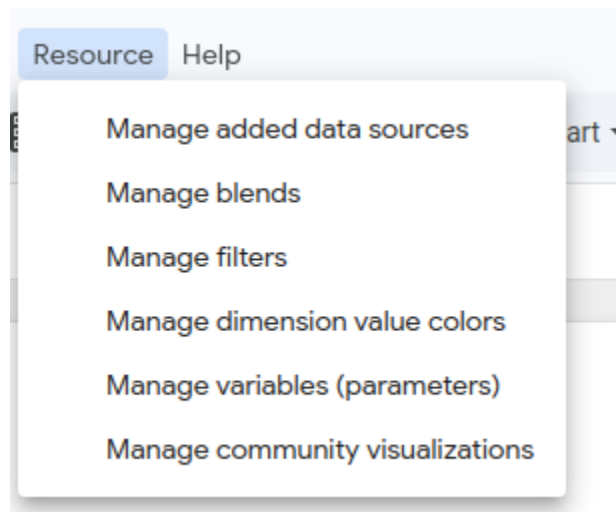 Resource Help
Manage added data sources
art
Manage blends
Manage filters
Manage dimension value colors
Manage variables (parameters)
Manage community visualizations